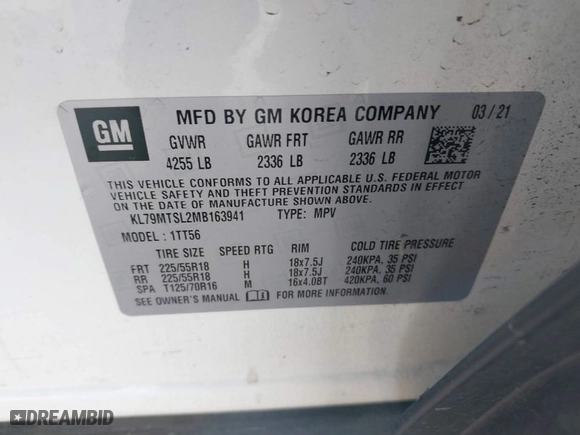 GM
MFD BY GM KOREA COMPANY 03/21
GVWR GAWR FRT GAWR RR
4255 LB 2336 LB 2336 LB
THIS VEHICLE CONFORMS TO ALL APPLICABLE U.S. FEDERAL MOTOR
VEHICLE SAFETY AND THEFT PREVENTION STANDARDS IN EFFECT
ON THE DATE OF MANUFACTURE SHOWN ABOVE.
KL79MTSL2MB163941 TYPE: MPV
MODEL: 1TT56
TIRE SIZE SPEED RTG RIM COLD TIRE PRESSURE
FRT 225/55R18 H 18x7.5J 240KPA, 35 PSI
RR 225/55R18 H 18x7.5J 240KPA, 35 PSI
SPA T125/70R16 M 16x4.0BT 420KPA, 60 PSI
SEE OWNER'S MANUAL FOR MORE INFORMATION.
DREAMBID